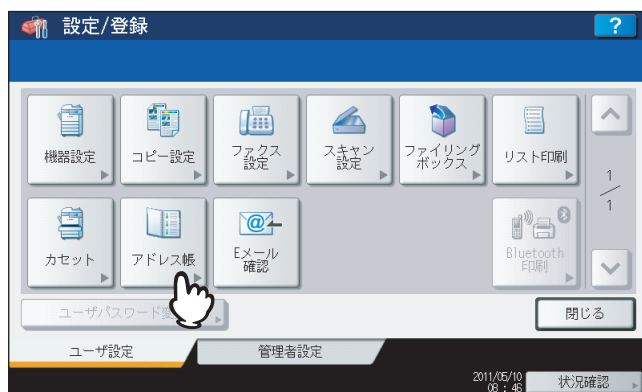 設定/登録
?
機器設定
コピー設定
ファクス
設定
スキャン
設定
ファイリング
ボックス
リスト印刷
1
1
カセット
アドレス帳
Eメール
確認
Bluetooth
印刷
ユーザパスワード変
閉じる
ユーザ設定
管理者設定
2011/05/10
08:46
状況確認